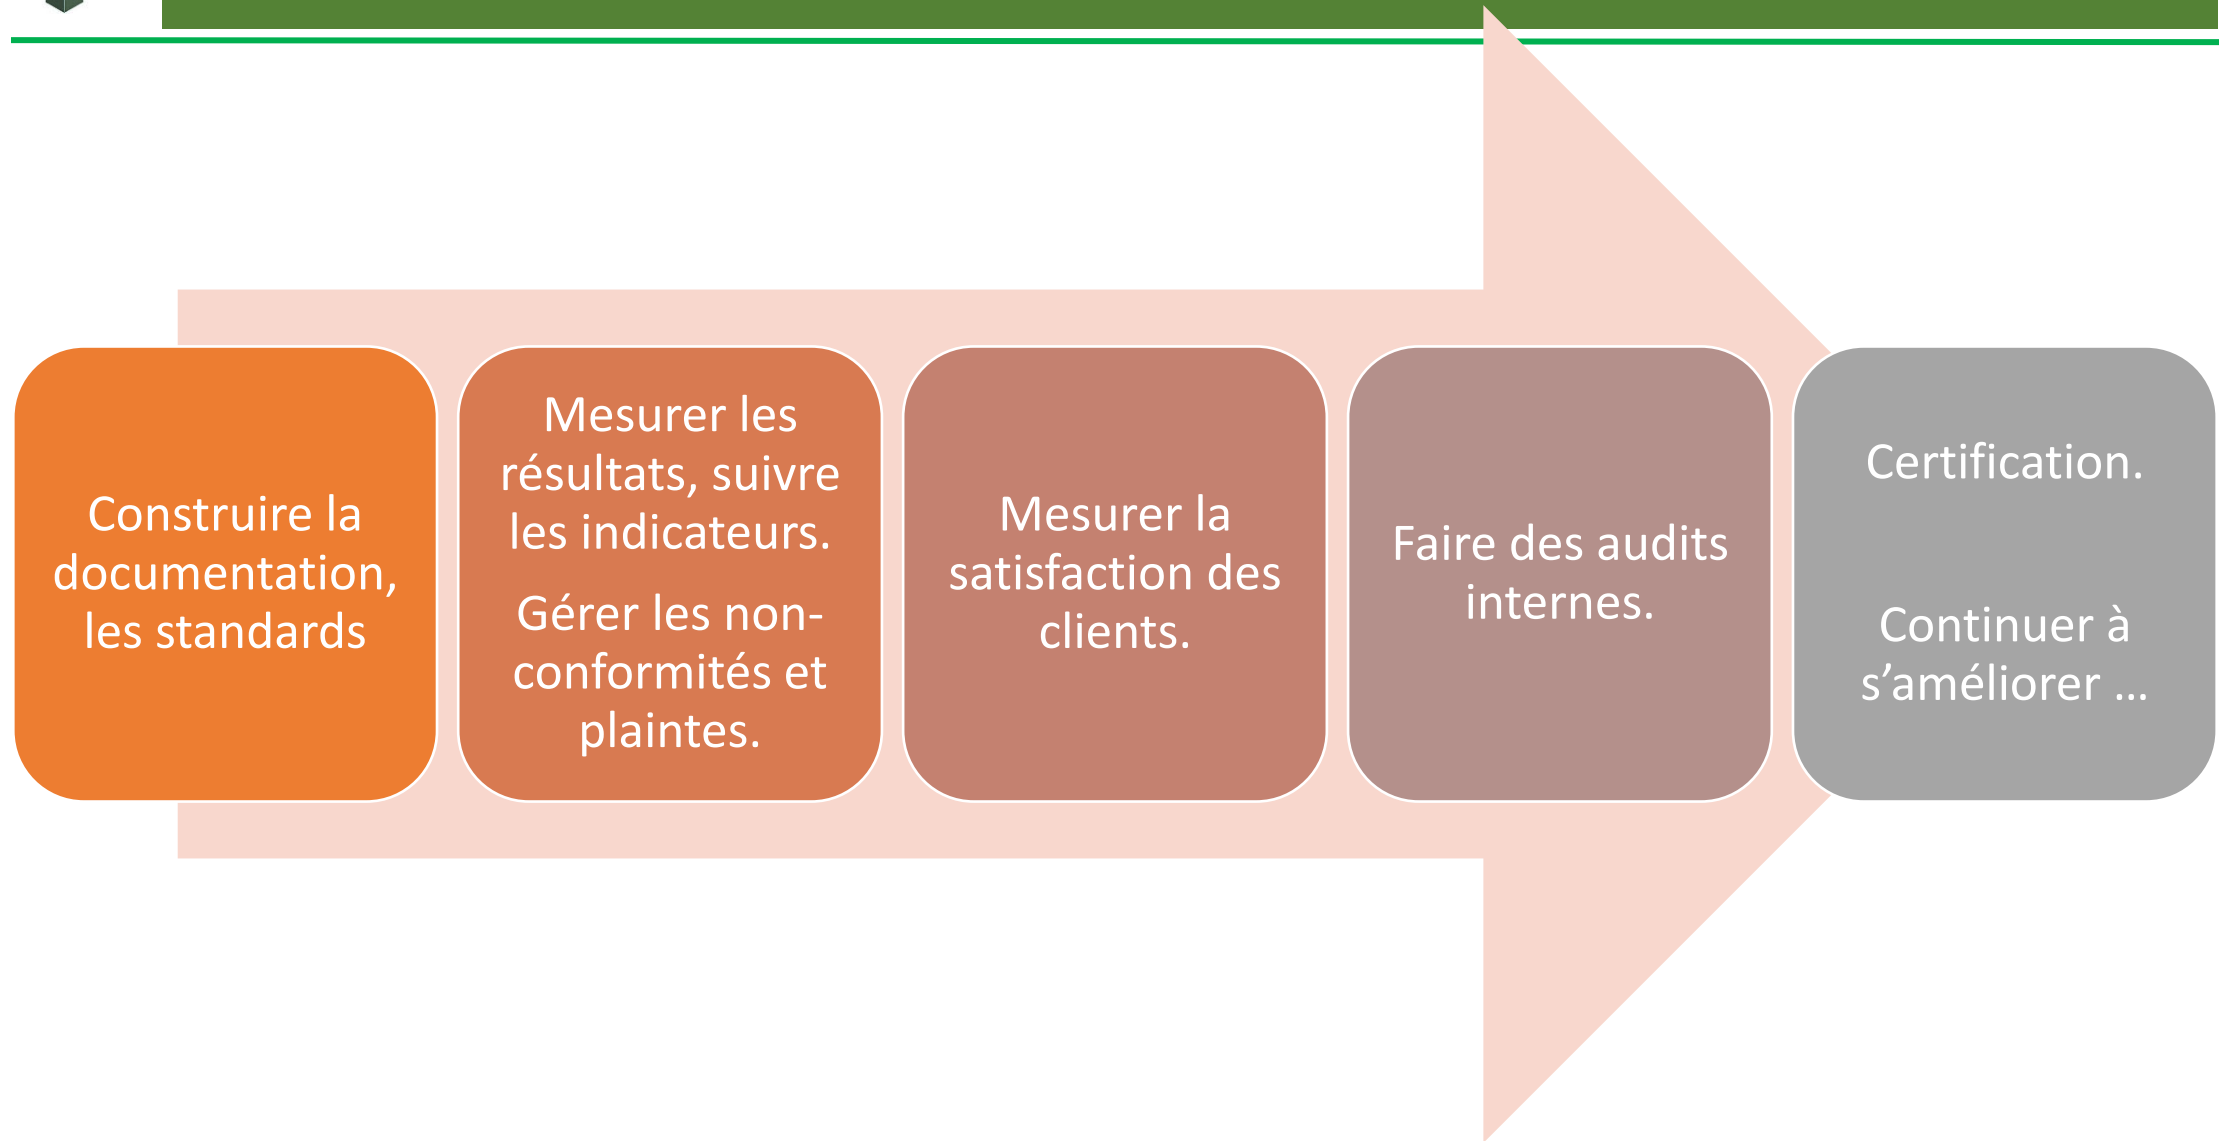 Construire la
documentation,
les standards
Mesurer les
résultats, suivre
les indicateurs.
Gérer les non-
conformités et
plaintes.
Mesurer la
satisfaction des
clients.
Faire des audits
internes.
Certification.
Continuer à
s’améliorer ...